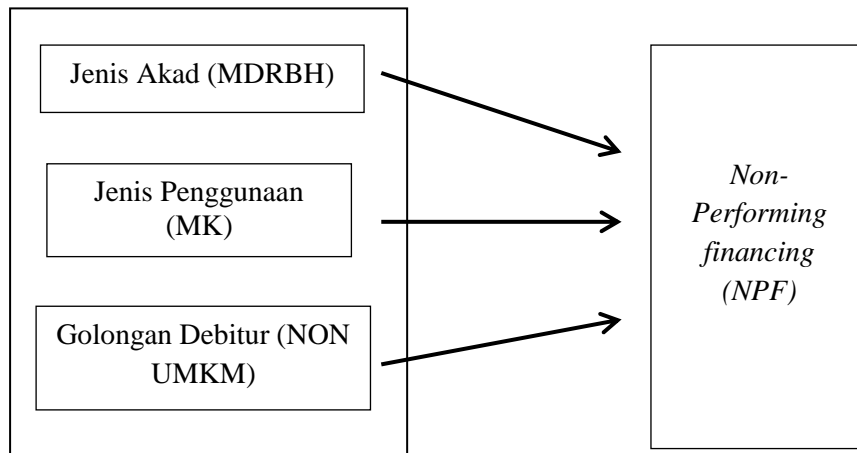 Jenis Akad (MDRBH)
Jenis Penggunaan
(MK)
Golongan Debitur (NON
UMKM)
Non-
Performing
financing
(NPF)